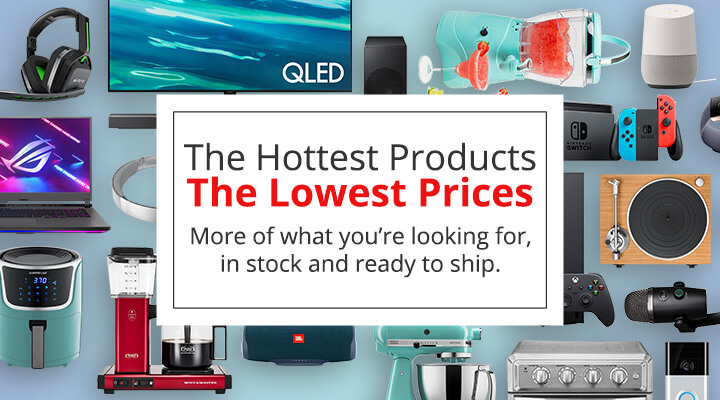 QLED
The Hottest Products
The Lowest Prices
More of what you’re looking for,
in stock and ready to ship.
NINTENDO
SWITCH
370
JBL
MOCCAMASTER